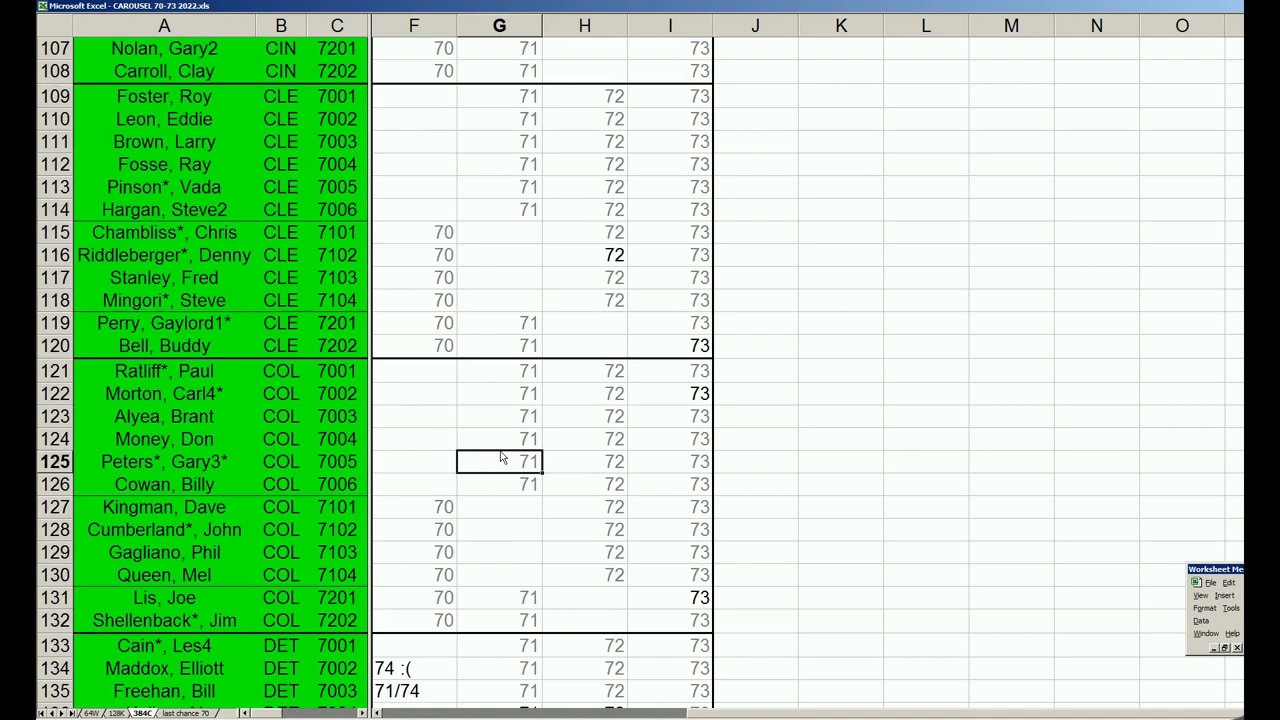 Microsoft Excel - CAROUSEL 70-73 2022.xls
A B C F G H I J K L M N O
107 Nolan, Gary2 CIN 7201 70 71 73
108 Carroll, Clay CIN 7202 70 71 73
109 Foster, Roy CLE 7001 71 72 73
110 Leon, Eddie CLE 7002 71 72 73
111 Brown, Larry CLE 7003 71 72 73
112 Fosse, Ray CLE 7004 71 72 73
113 Pinson*, Vada CLE 7005 71 72 73
114 Hargan, Steve2 CLE 7006 71 72 73
115 Chambliss*, Chris CLE 7101 70 72 73
116 Riddleberger*, Denny CLE 7102 70 72 73
117 Stanley, Fred CLE 7103 70 72 73
118 Mingori*, Steve CLE 7104 70 72 73
119 Perry, Gaylord1* CLE 7201 70 71 73
120 Bell, Buddy CLE 7202 70 71 73
121 Ratliff*, Paul COL 7001 71 72 73
122 Morton, Carl4* COL 7002 71 72 73
123 Alyea, Brant COL 7003 71 72 73
124 Money, Don COL 7004 71 72 73
125 Peters*, Gary3* COL 7005 71 72 73
126 Cowan, Billy COL 7006 71 72 73
127 Kingman, Dave COL 7101 70 72 73
128 Cumberland*, John COL 7102 70 72 73
129 Gagliano, Phil COL 7103 70 72 73
130 Queen, Mel COL 7104 70 72 73
131 Lis, Joe COL 7201 70 71 73
132 Shellenback*, Jim COL 7202 70 71 73
133 Cain*, Les4 DET 7001 71 72 73
134 Maddox, Elliott DET 7002 74 :( 71 72 73
135 Freehan, Bill DET 7003 71/74 71 72 73
Worksheet Me
File Edit
View Insert
Format Tools
Data
Window Help
64W 128K 384C last chance 70